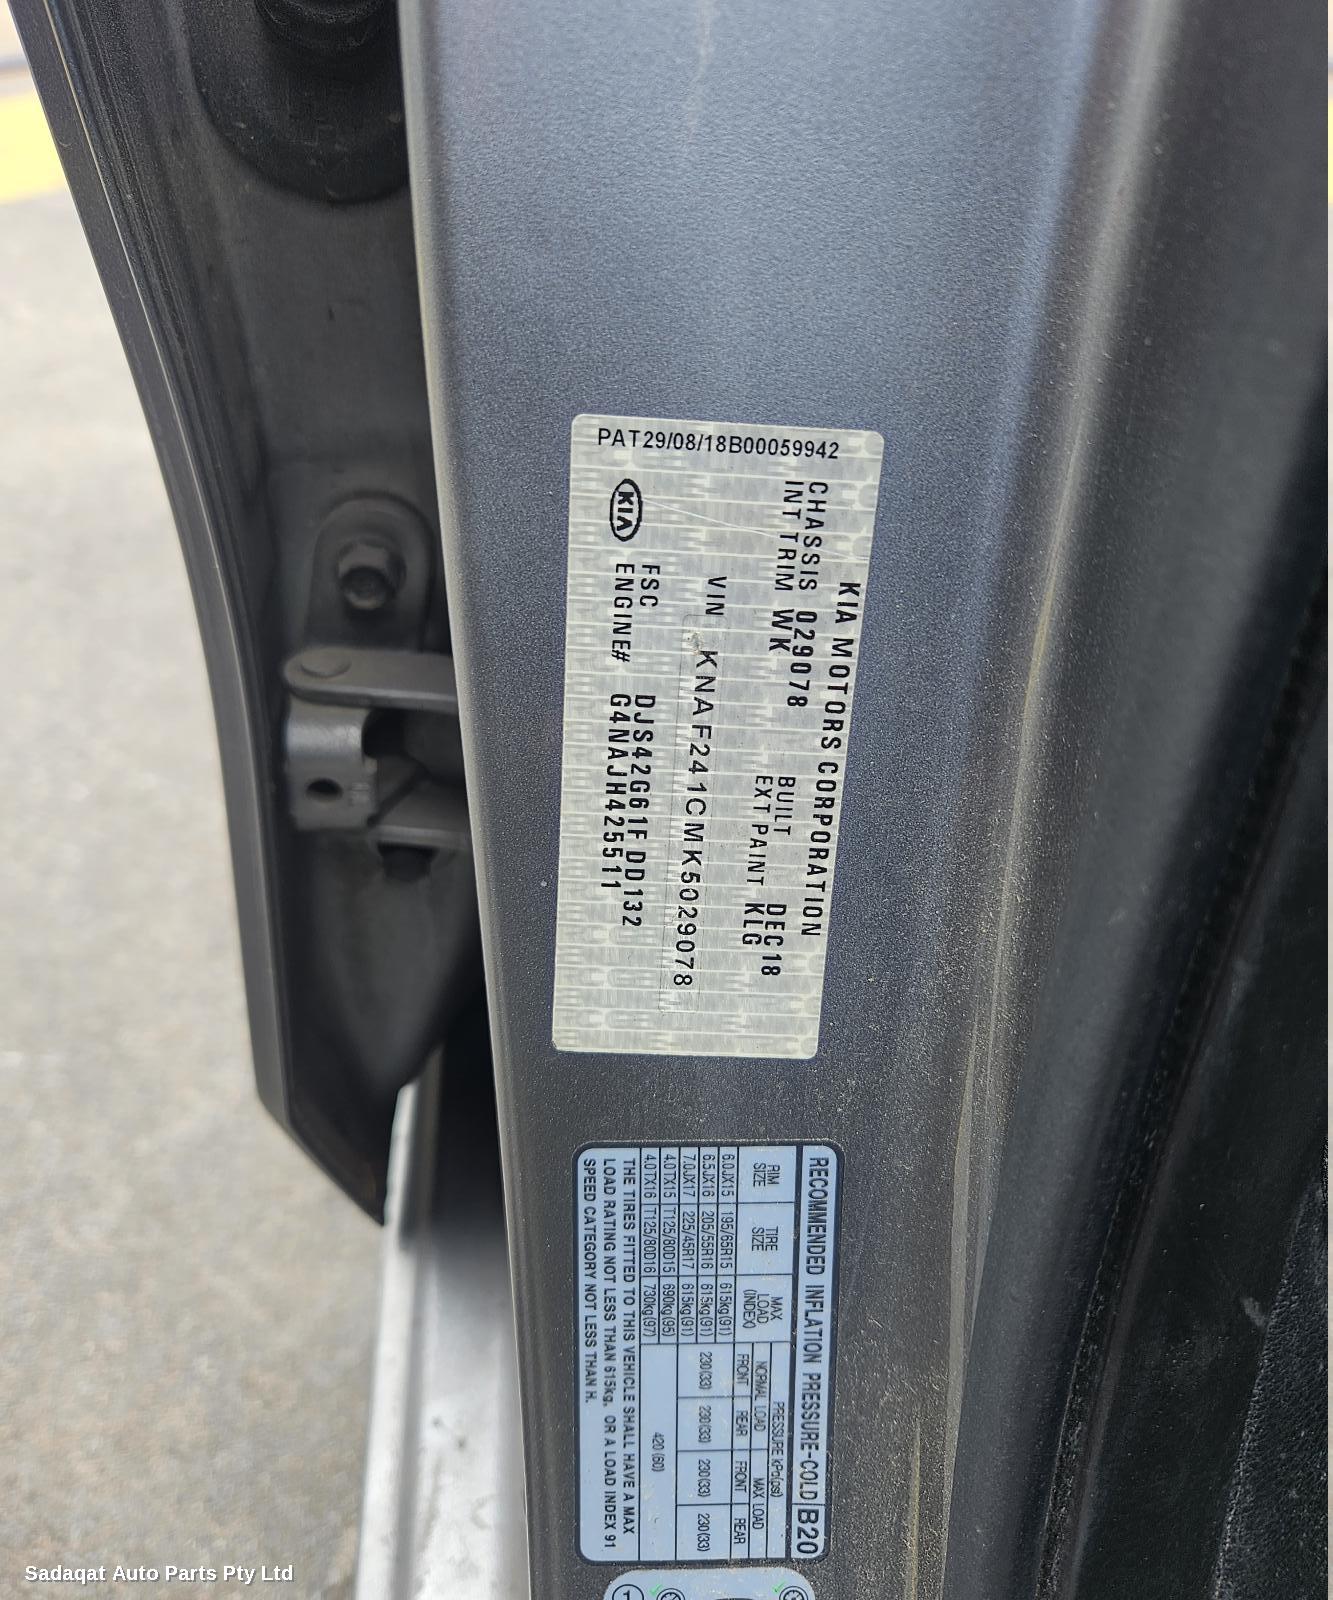 PAT29/08/18B00059942
KIA MOTORS CORPORATION
CHASSIS 029078 BUILT DEC18
INT TRIM WK EXT PAINT KLG
VIN KNAF241CMK5029078
FSC DJS42G61F DD132
KIA ENGINE# G4NAJH425511
RECOMMENDED INFLATION PRESSURE-COLD B20
RIM SIZE TIRE SIZE MAX LOAD (INDEX) PRESSURE kPa(psi)
NORMAL LOAD MAX LOAD
FRONT REAR FRONT REAR
6.0JX15 195/65R15 615kg(91)
6.5JX16 205/55R16 615kg(91) 230(33) 230(33) 230(33) 230(33)
7.0JX17 225/45R17 615kg(91)
4.0TX15 T125/80D15 690kg(95)
4.0TX16 T125/80D16 730kg(97) 420(60)
THE TIRES FITTED TO THIS VEHICLE SHALL HAVE A MAX
LOAD RATING NOT LESS THAN 615kg, OR A LOAD INDEX 91
SPEED CATEGORY NOT LESS THAN H.
1
Sadaqat Auto Parts Pty Ltd